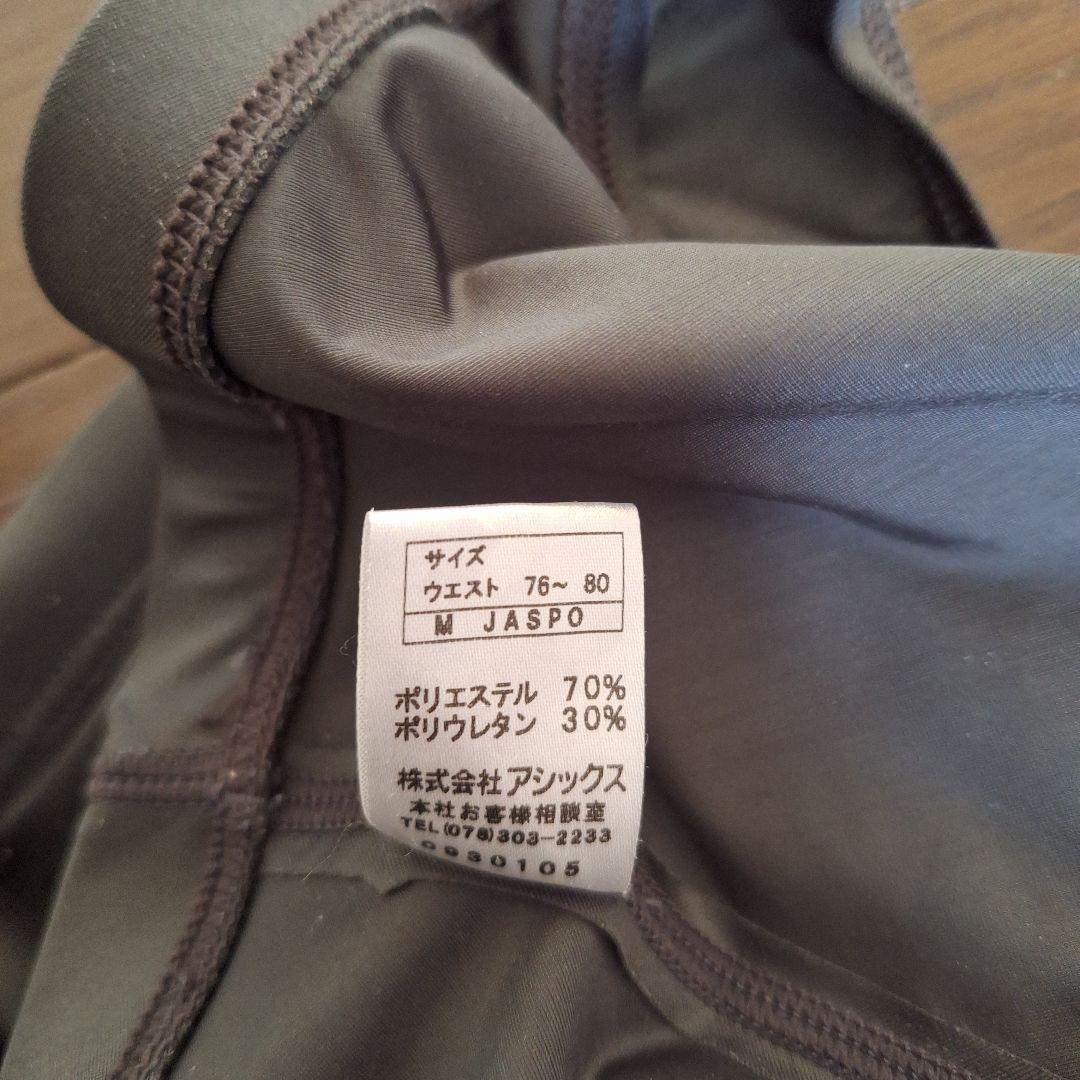 サイズ
ウエスト 76～ 80
M JASPO
ポリエステル 70%
ポリウレタン 30%
株式会社アシックス
本社お客様相談室
TEL(078)303-2233
0930105